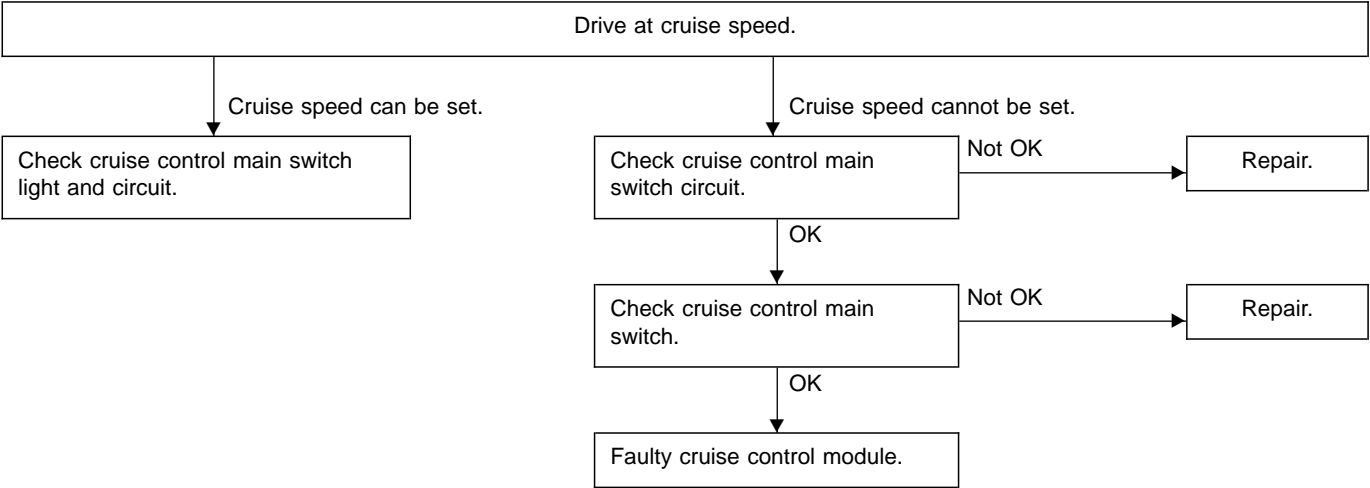 Drive at cruise speed.
Cruise speed can be set.
Cruise speed cannot be set.
Check cruise control main switch
light and circuit.
Check cruise control main
switch circuit.
Not OK
Repair.
OK
Check cruise control main
switch.
Not OK
Repair.
OK
Faulty cruise control module.